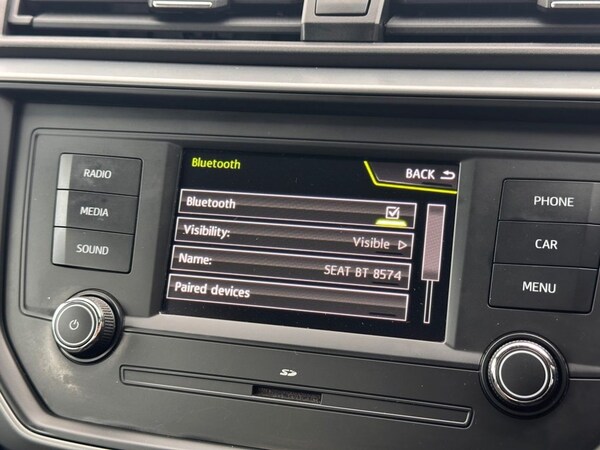 Bluetooth
BACK
RADIO
MEDIA
SOUND
Bluetooth
Visibility: Visible
Name: SEAT BT 8574
Paired devices
PHONE
CAR
MENU
SD